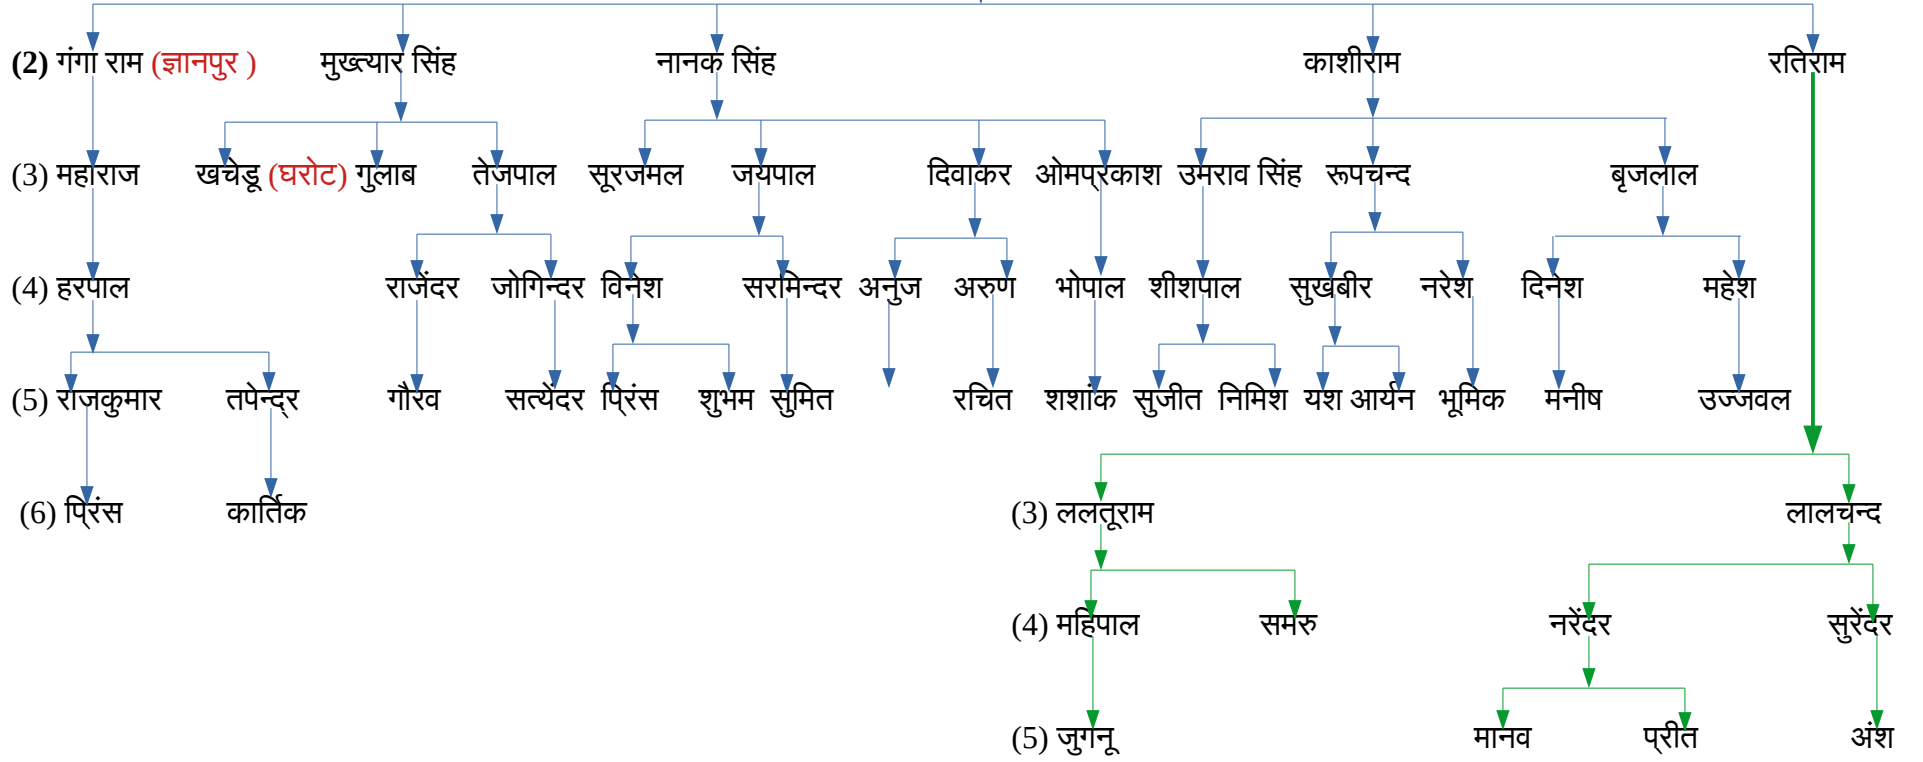 (2) गंगा राम (ज्ञानपुर ) मुख्त्यार सिंह नानक सिंह काशीराम रतिराम
(3) महाराज खचेडू (घरोट) गुलाब तेजपाल सूरजमल जयपाल दिवाकर ओमप्रकाश उमराव सिंह रूपचन्द बृजलाल
(4) हरपाल राजेंदर जोगिन्दर विनेश सरमिन्दर अनुज अरुण भोपाल शीशपाल सुखबीर नरेश दिनेश महेश
(5) राजकुमार तपेन्द्र गौरव सत्येंदर प्रिंस शुभम सुमित रचित शशांक सुजीत निमिश यश आर्यन भूमिक मनीष उज्जवल
(6) प्रिंस कार्तिक (3) ललतूराम लालचन्द
(4) महिपाल समरु नरेंदर सुरेंदर
(5) जुगनू मानव प्रीत अंश